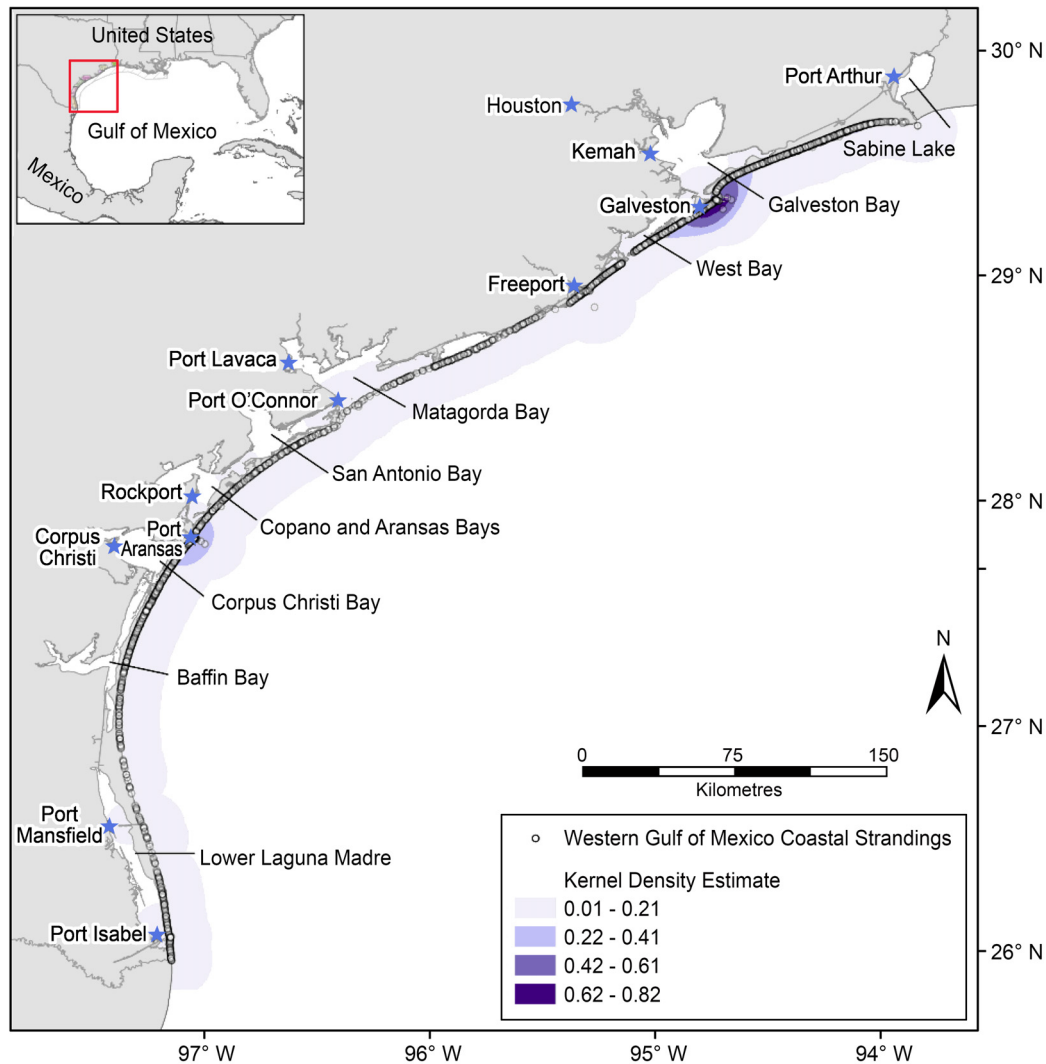 United States
Gulf of Mexico
Mexico
30° N
Port Arthur
Houston
Sabine Lake
Kemah
Galveston
Galveston Bay
29° N
West Bay
Freeport
Port Lavaca
Port O’Connor
Matagorda Bay
San Antonio Bay
28° N
Rockport
Copano and Aransas Bays
Port
Aransas
Corpus
Christi
Corpus Christi Bay
Baffin Bay
N
27° N
0 75 150
Kilometres
Port
Mansfield
Lower Laguna Madre
Port Isabel
26° N
Western Gulf of Mexico Coastal Strandings
Kernel Density Estimate
0.01 - 0.21
0.22 - 0.41
0.42 - 0.61
0.62 - 0.82
97° W
96° W
95° W
94° W